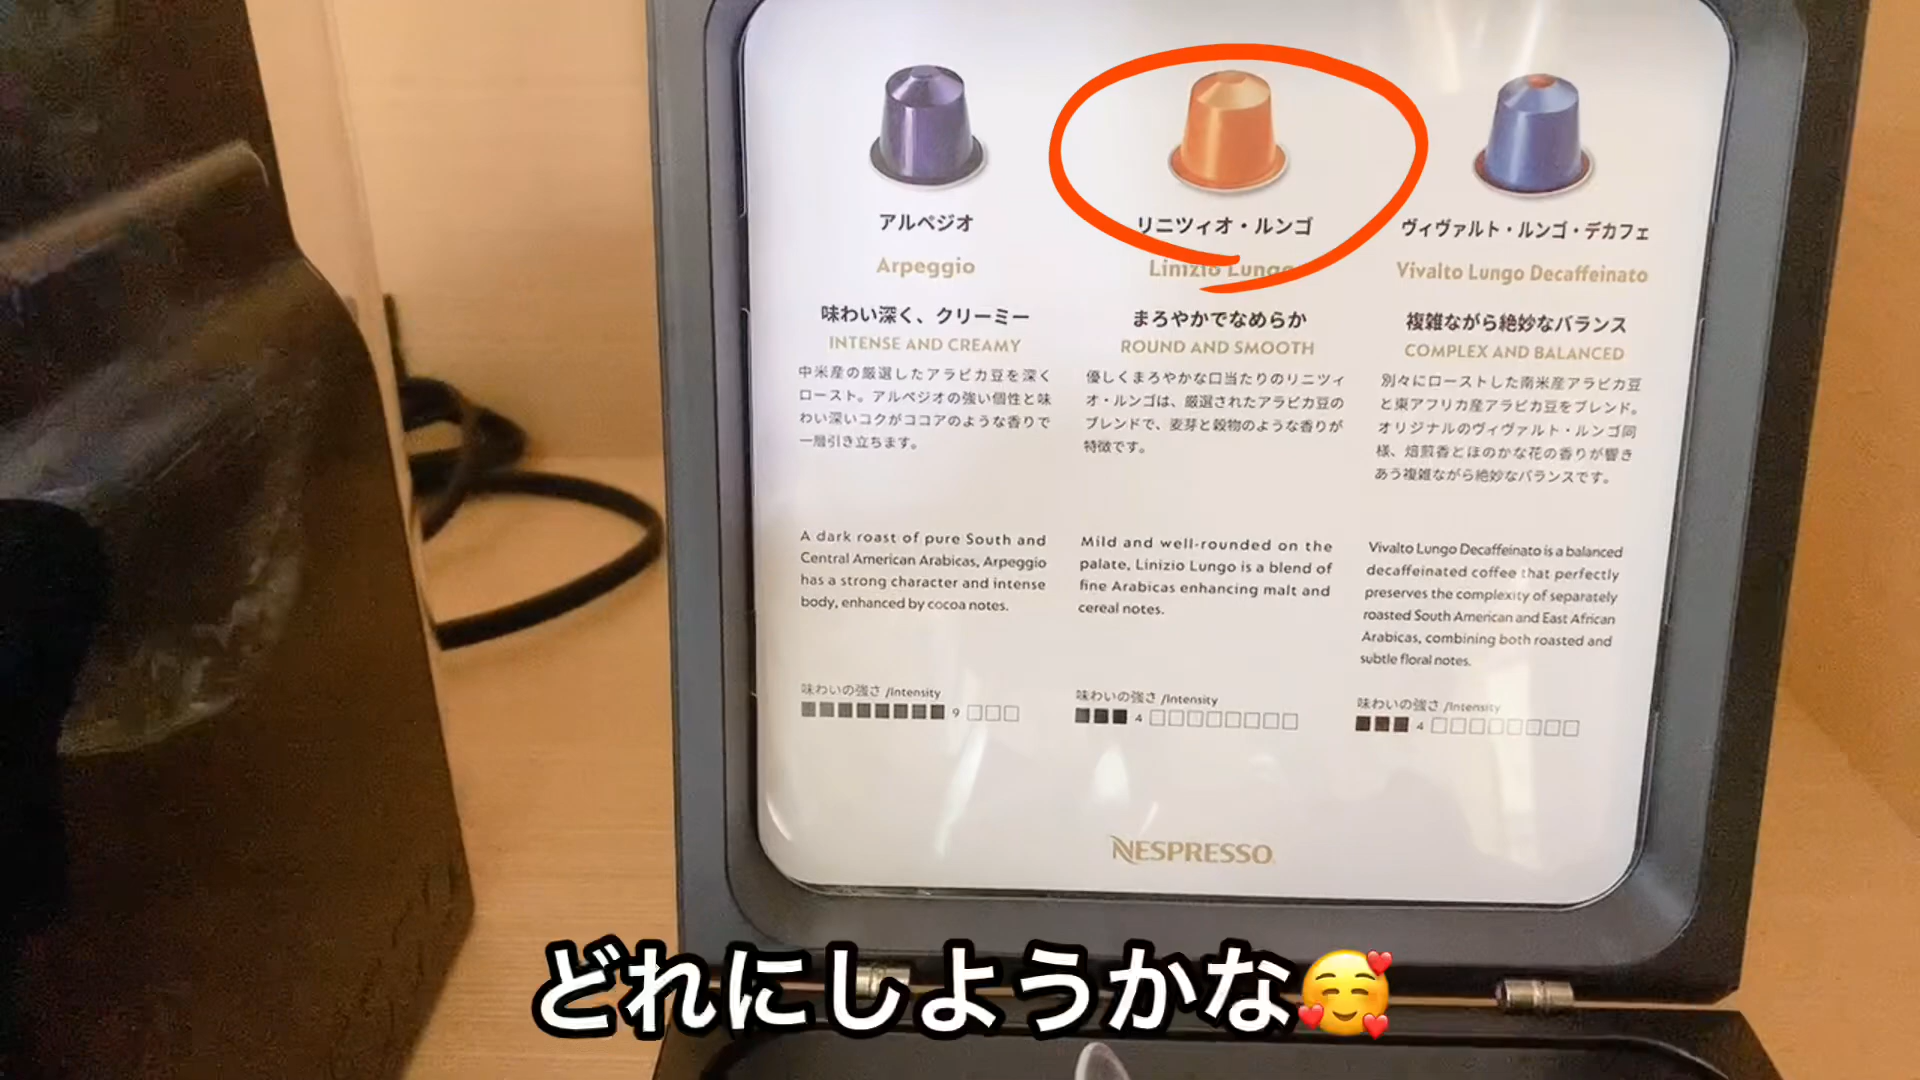 アルペジオ
Arpeggio
味わい深く、クリーミー
INTENSE AND CREAMY
中米産の厳選したアラビカ豆を深く
ロー스ト。アルペジオの強い個性と味
わい深いコクがココアのような香りで
一層引き立ちます。
A dark roast of pure South and
Central American Arabicas, Arpeggio
has a strong character and intense
body, enhanced by cocoa notes.
味わいの強さ /Intensity
9
リニツィオ・ルンゴ
Linizio Lungo
まろやかでなめらか
ROUND AND SMOOTH
優しくまろやかな口当たりのリニツィ
オ・ルンゴは、厳選されたアラビカ豆の
ブレンドで、麦芽と穀物のような香りが
特徴です。
Mild and well-rounded on the
palate, Linizio Lungo is a blend of
fine Arabicas enhancing malt and
cereal notes.
味わいの強さ /Intensity
4
ヴィヴァルト・ルンゴ・デカフェ
Vivalto Lungo Decaffeinato
複雑ながら絶妙なバランス
COMPLEX AND BALANCED
別々にローストした南米産アラビカ豆
と東アフリカ産アラビカ豆をブレンド。
オリジナルのヴィヴァルト・ルンゴ同
様、焙煎香とほのかな花の香りが響き
あう複雑ながら絶妙なバランスです。
Vivalto Lungo Decaffeinato is a balanced
decaffeinated coffee that perfectly
preserves the complexity of separately
roasted South American and East African
Arabicas, combining both roasted and
subtle floral notes.
味わいの強さ /Intensity
4
NESPRESSO
どれにしようかな🥰